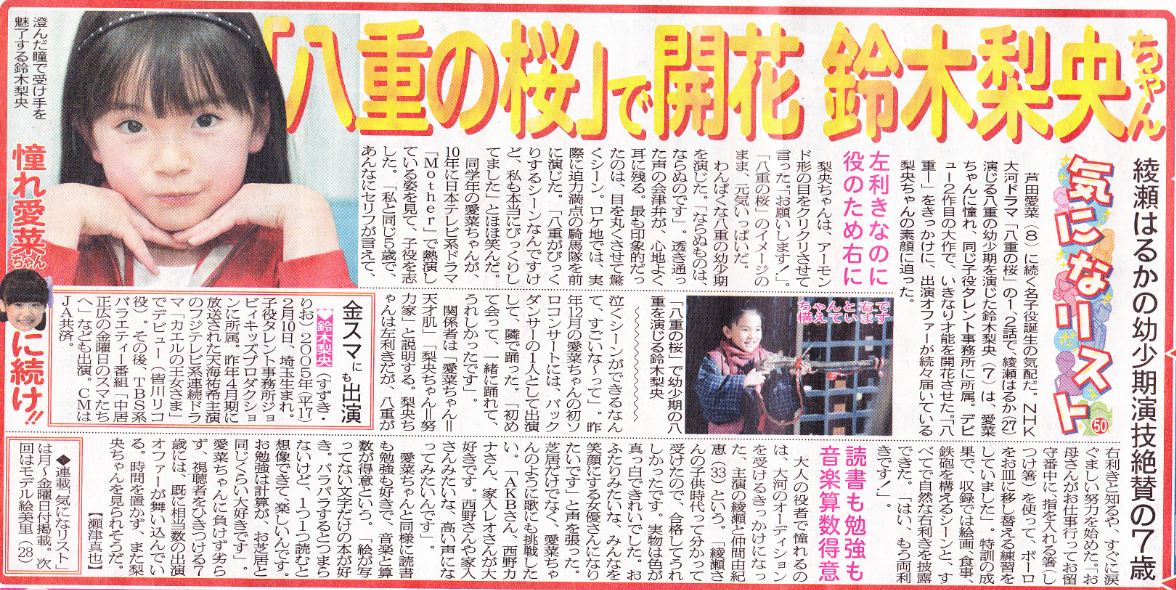 「八重の桜」で開花 鈴木梨央ちゃん
綾瀬はるかの幼少期演技絶賛の7歳
気になリスト
50
澄んだ瞳で受け手を
魅了する鈴木梨央
憧れ愛菜ちゃん
に続け!!
芦田愛菜(8)に続く名子役誕生の気配だ。NHK
大河ドラマ「八重の桜」の1、2話で、綾瀬はるか(27)
演じる八重の幼少期を演じた鈴木梨央(7)は、愛菜
ちゃんに憧れ、同じ子役タレント事務所に所属。デビ
ュー2作目の大作で、いきなり才能を開花させた。「八
重―」をきっかけに、出演オファーが続々届いている
梨央ちゃんの素顔に迫った。
左利きなのに
役のため右に
梨央ちゃんは、アーモン
ド形の目をクリクリさせて
言った。「お願いします!」。
「八重の桜」のイメージの
まま、元気いっぱいだ。
わんぱくな八重の幼少期
を演じた。「ならぬものは、
ならぬのです」。透き通っ
た声の会津弁が、心地よく
耳に残る。最も印象的だっ
たのは、目を丸くさせて驚
くシーン。ロケ地では、実
際に迫力満点の騎馬隊を前
に演じた。「八重がびっく
りするシーンなんですけ
ど、私も本当にびっくりし
てました」とほほ笑んだ。
同学年の愛菜ちゃんが、
10年に日本テレビ系ドラマ
「Mother」で熱演し
ている姿を見て、子役を志
した。「私と同じ5歳で、
あんなにセリフが言えて、
泣くシーンができるなん
て、すごいな~って」。昨
年12月の愛菜ちゃんの初ソ
ロコンサートには、バック
ダンサーの1人として出演
して、隣で踊った。「初め
て会って、一緒に踊れて、
うれしかったです」。
関係者は「愛菜ちゃん=
天才肌」「梨央ちゃん=努
力家」と説明する。梨央ち
ゃんは左利きだが、八重が
右利きと知るや、すぐに涙
ぐましい努力を始めた。「お
母さんがお仕事行ってお留
守番中に、指を入れる箸(し
つけ箸)を使って、ボーロ
をお皿に移し替える練習を
していました」。特訓の成
果で、収録では絵画、食事、
鉄砲を構えるシーンと、す
べて自然な右利きを披露
できた。「はい、もう両利
きです!」。
ちゃんと右で
構えています
「八重の桜」で幼少期の八
重を演じる鈴木梨央
金スマにも出演
♡鈴木梨央(すずき・
りお)2005年(平17)
2月10日、埼玉生まれ。
子役タレント事務所ジョ
ビィキッズプロダクショ
ンに所属。昨年4月期に
放送された天海祐希主演
のフジテレビ系連続ドラ
マ「カエルの王女さま」
でデビュー(皆川リコ
役)。その後、TBS系
バラエティー番組「中居
正広の金曜日のスマたち
へ」などに出演。CMは
JA共済。
読書も勉強も
音楽算数得意
大人の役者で憧れるの
は、大河のオーディション
を受けるきっかけになっ
た、主演の綾瀬と仲間由紀
恵(33)という。「綾瀬さ
んの子供時代って分かって
受けたので、合格してうれ
しかったです。実物は色が
真っ白できれいでした。お
ふたりみたいな、みんなを
笑顔にする女優さんになり
たいです」と声を張った。
芝居だけでなく、愛菜ちゃ
んのように歌にも挑戦した
い。「AKBさん、西野カ
ナさん、家人レオさんが大
好きです。西野さんや家入
さんみたいな、高い声にな
ってみたいんです」。
愛菜ちゃんと同様に読書
も勉強も好きで、音楽と算
数が得意という。「絵が写
ってない文字だけの本が好
き。パラパラするとつまら
ないけど、1つ1つ読むと
想像できて、楽しいんです。
お勉強は計算が、お芝居と
同じくらい大好きです」。
愛菜ちゃんに負けず劣ら
ず、視聴者をひきつける7
歳には、既に相当数の出演
オファーが舞い込んでい
る。時間を置かず、また梨
央ちゃんを見られそうだ。
【瀬津真也】
◆連載「気になリスト」
は月~金曜日付掲載。次
回はモデル絵美里(28)